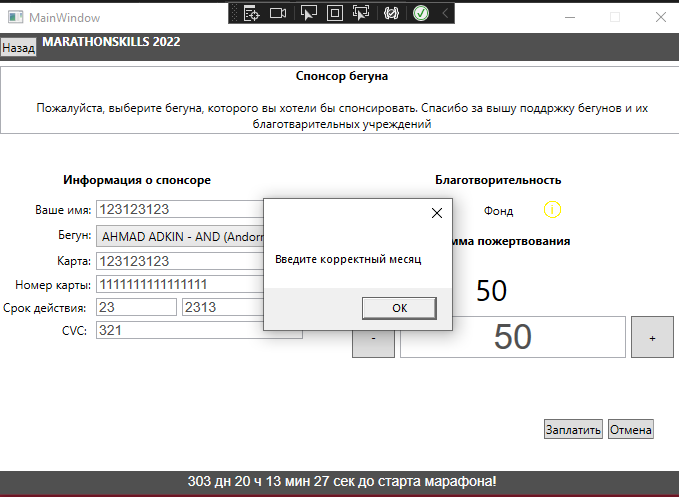 MainWindow
Назад
MARATHONSKILLS 2022
Спонсор бегуна
Пожалуйста, выберите бегуна, которого вы хотели бы спонсировать. Спасибо за вышу поддржку бегунов и их
благотварительных учреждений
Информация о спонсоре
Благотворительность
Ваше имя: 123123123
Фонд
Бегун: AHMAD ADKIN - AND (Andorr
мма пожертвования
Карта: 123123123
Введите корректный месяц
Номер карты: 1111111111111111
50
Срок действия: 23 2313
OK
CVC: 321
- 50 +
Заплатить Отмена
303 дн 20 ч 13 мин 27 сек до старта марафона!